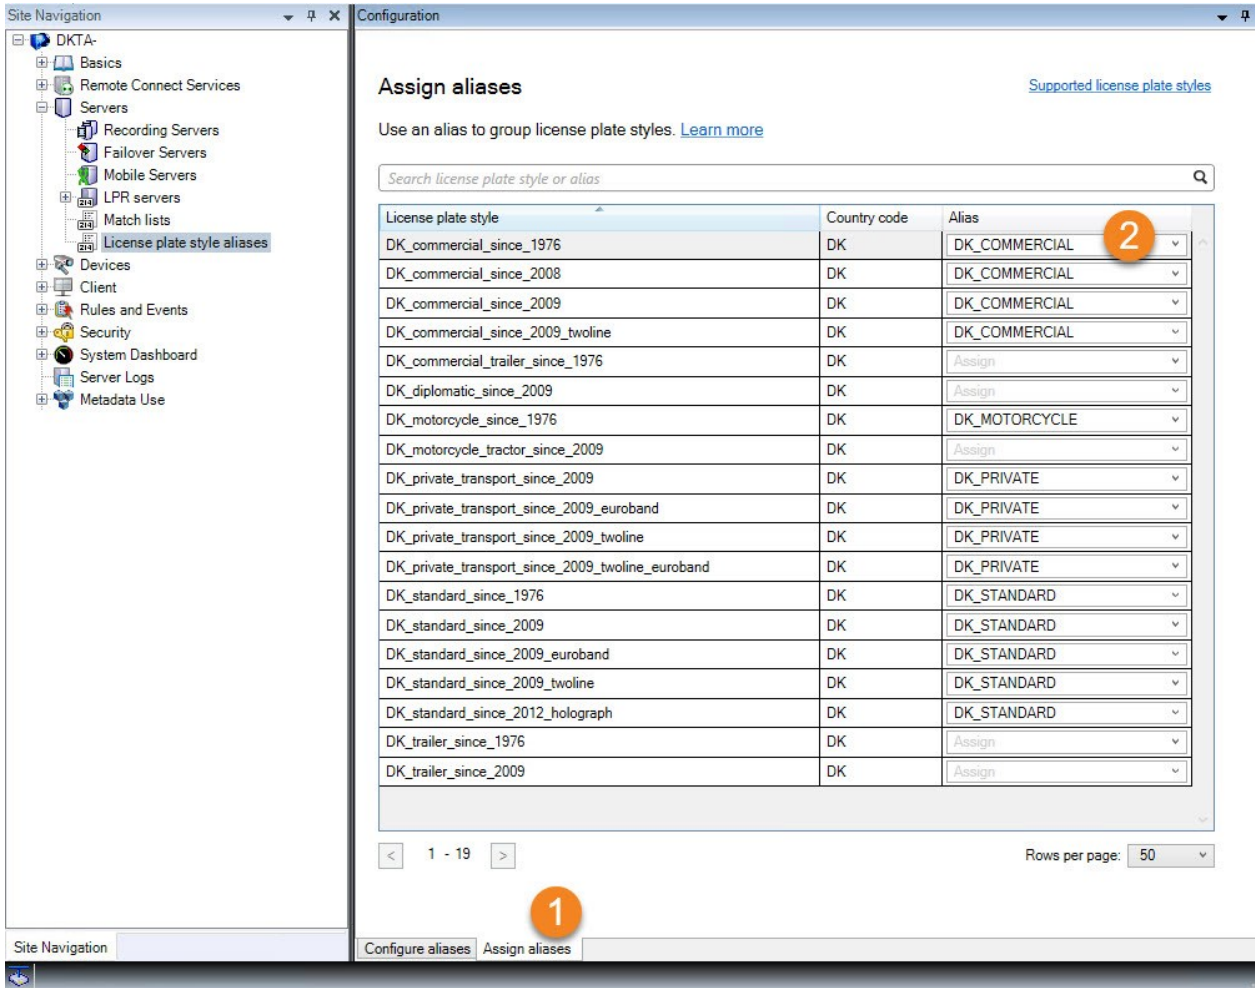 Site Navigation
DKTA-
Basics
Remote Connect Services
Servers
Recording Servers
Failover Servers
Mobile Servers
LPR servers
Match lists
License plate style aliases
Devices
Client
Rules and Events
Security
System Dashboard
Server Logs
Metadata Use
Site Navigation
Configuration
Assign aliases
Supported license plate styles
Use an alias to group license plate styles. Learn more
Search license plate style or alias
License plate style Country code Alias
2
DK_commercial_since_1976 DK DK_COMMERCIAL
DK_commercial_since_2008 DK DK_COMMERCIAL
DK_commercial_since_2009 DK DK_COMMERCIAL
DK_commercial_since_2009_twoline DK DK_COMMERCIAL
DK_commercial_trailer_since_1976 DK Assign
DK_diplomatic_since_2009 DK Assign
DK_motorcycle_since_1976 DK DK_MOTORCYCLE
DK_motorcycle_tractor_since_2009 DK Assign
DK_private_transport_since_2009 DK DK_PRIVATE
DK_private_transport_since_2009_euroband DK DK_PRIVATE
DK_private_transport_since_2009_twoline DK DK_PRIVATE
DK_private_transport_since_2009_twoline_euroband DK DK_PRIVATE
DK_standard_since_1976 DK DK_STANDARD
DK_standard_since_2009 DK DK_STANDARD
DK_standard_since_2009_euroband DK DK_STANDARD
DK_standard_since_2009_twoline DK DK_STANDARD
DK_standard_since_2012_holograph DK DK_STANDARD
DK_trailer_since_1976 DK Assign
DK_trailer_since_2009 DK Assign
< 1 - 19 > Rows per page: 50
1
Configure aliases Assign aliases